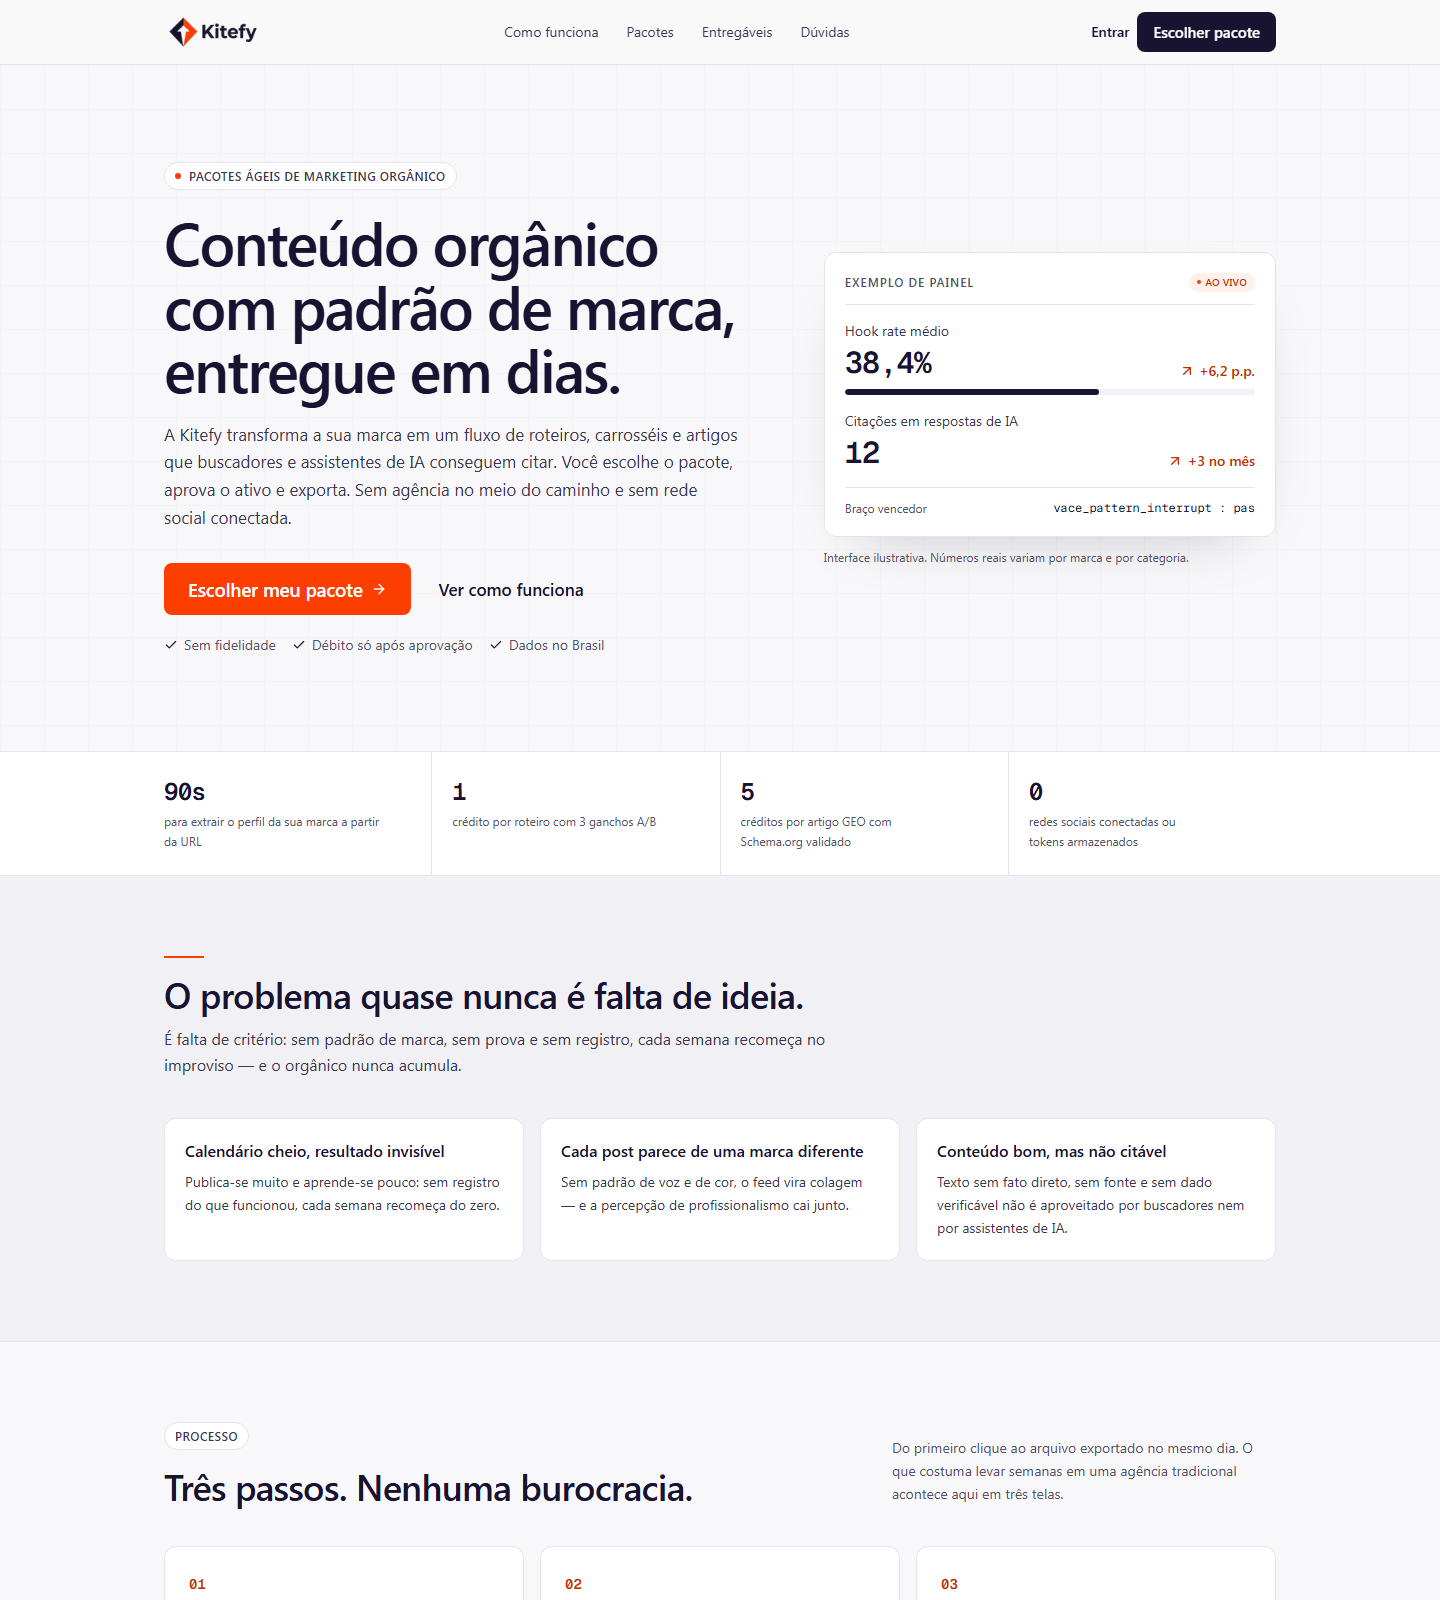 Kitefy
Como funciona
Pacotes
Entregáveis
Dúvidas
Entrar
Escolher pacote
PACOTES ÁGEIS DE MARKETING ORGÂNICO
Conteúdo orgânico
com padrão de marca,
entregue em dias.
A Kitefy transforma a sua marca em um fluxo de roteiros, carrosséis e artigos
que buscadores e assistentes de IA conseguem citar. Você escolhe o pacote,
aprova o ativo e exporta. Sem agência no meio do caminho e sem rede
social conectada.
Escolher meu pacote →
Ver como funciona
Sem fidelidade
Débito só após aprovação
Dados no Brasil
EXEMPLO DE PAINEL
AO VIVO
Hook rate médio
38,4%
+6,2 p.p.
Citações em respostas de IA
12
+3 no mês
Braço vencedor
vace_pattern_interrupt : pas
Interface ilustrativa. Números reais variam por marca e por categoria.
90s
para extrair o perfil da sua marca a partir
da URL
1
crédito por roteiro com 3 ganchos A/B
5
créditos por artigo GEO com
Schema.org validado
0
redes sociais conectadas ou
tokens armazenados
O problema quase nunca é falta de ideia.
É falta de critério: sem padrão de marca, sem prova e sem registro, cada semana recomeça no
improviso — e o orgânico nunca acumula.
Calendário cheio, resultado invisível
Publica-se muito e aprende-se pouco: sem registro
do que funcionou, cada semana recomeça do zero.
Cada post parece de uma marca diferente
Sem padrão de voz e de cor, o feed vira colagem
— e a percepção de profissionalismo cai junto.
Conteúdo bom, mas não citável
Texto sem fato direto, sem fonte e sem dado
verificável não é aproveitado por buscadores nem
por assistentes de IA.
PROCESSO
Três passos. Nenhuma burocracia.
Do primeiro clique ao arquivo exportado no mesmo dia. O
que costuma levar semanas em uma agência tradicional
acontece aqui em três telas.
01
02
03